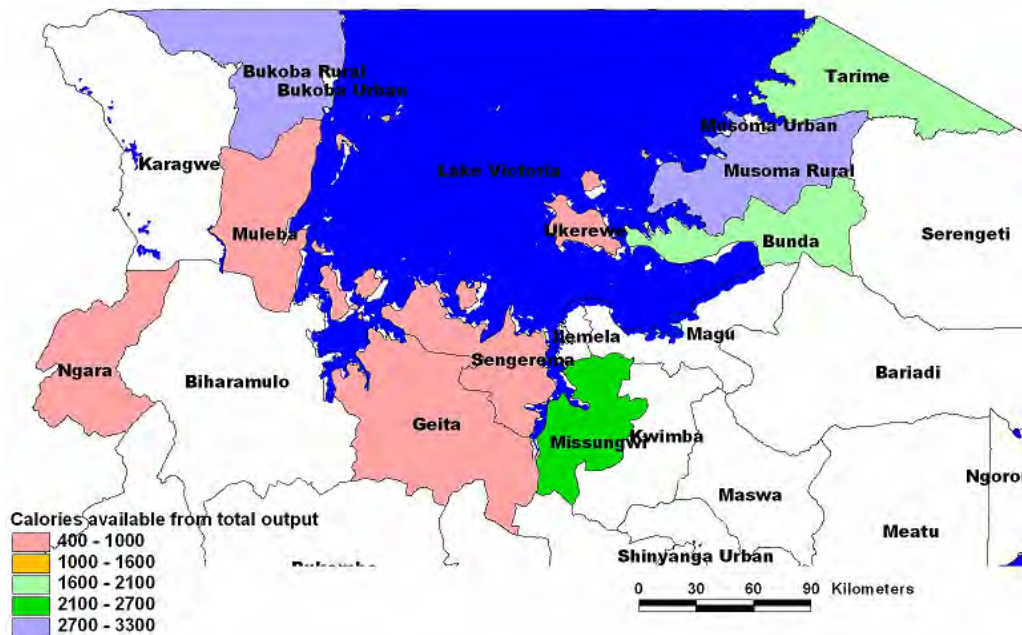 Bukoba Rural
Bukoba Urban
Tarime
Musoma Urban
Karagwe
Lake Victoria
Musoma Rural
Muleba
Ukerewe
Bunda
Serengeti
Ilemela
Magu
Ngara
Biharamulo
Sengerema
Bariadi
Geita
Missungwi
Kwimba
Ngoron
Maswa
Meatu
Shinyanga Urban
Calories available from total output
400 - 1000
1000 - 1600
1600 - 2100
2100 - 2700
2700 - 3300
0 30 60 90 Kilometers